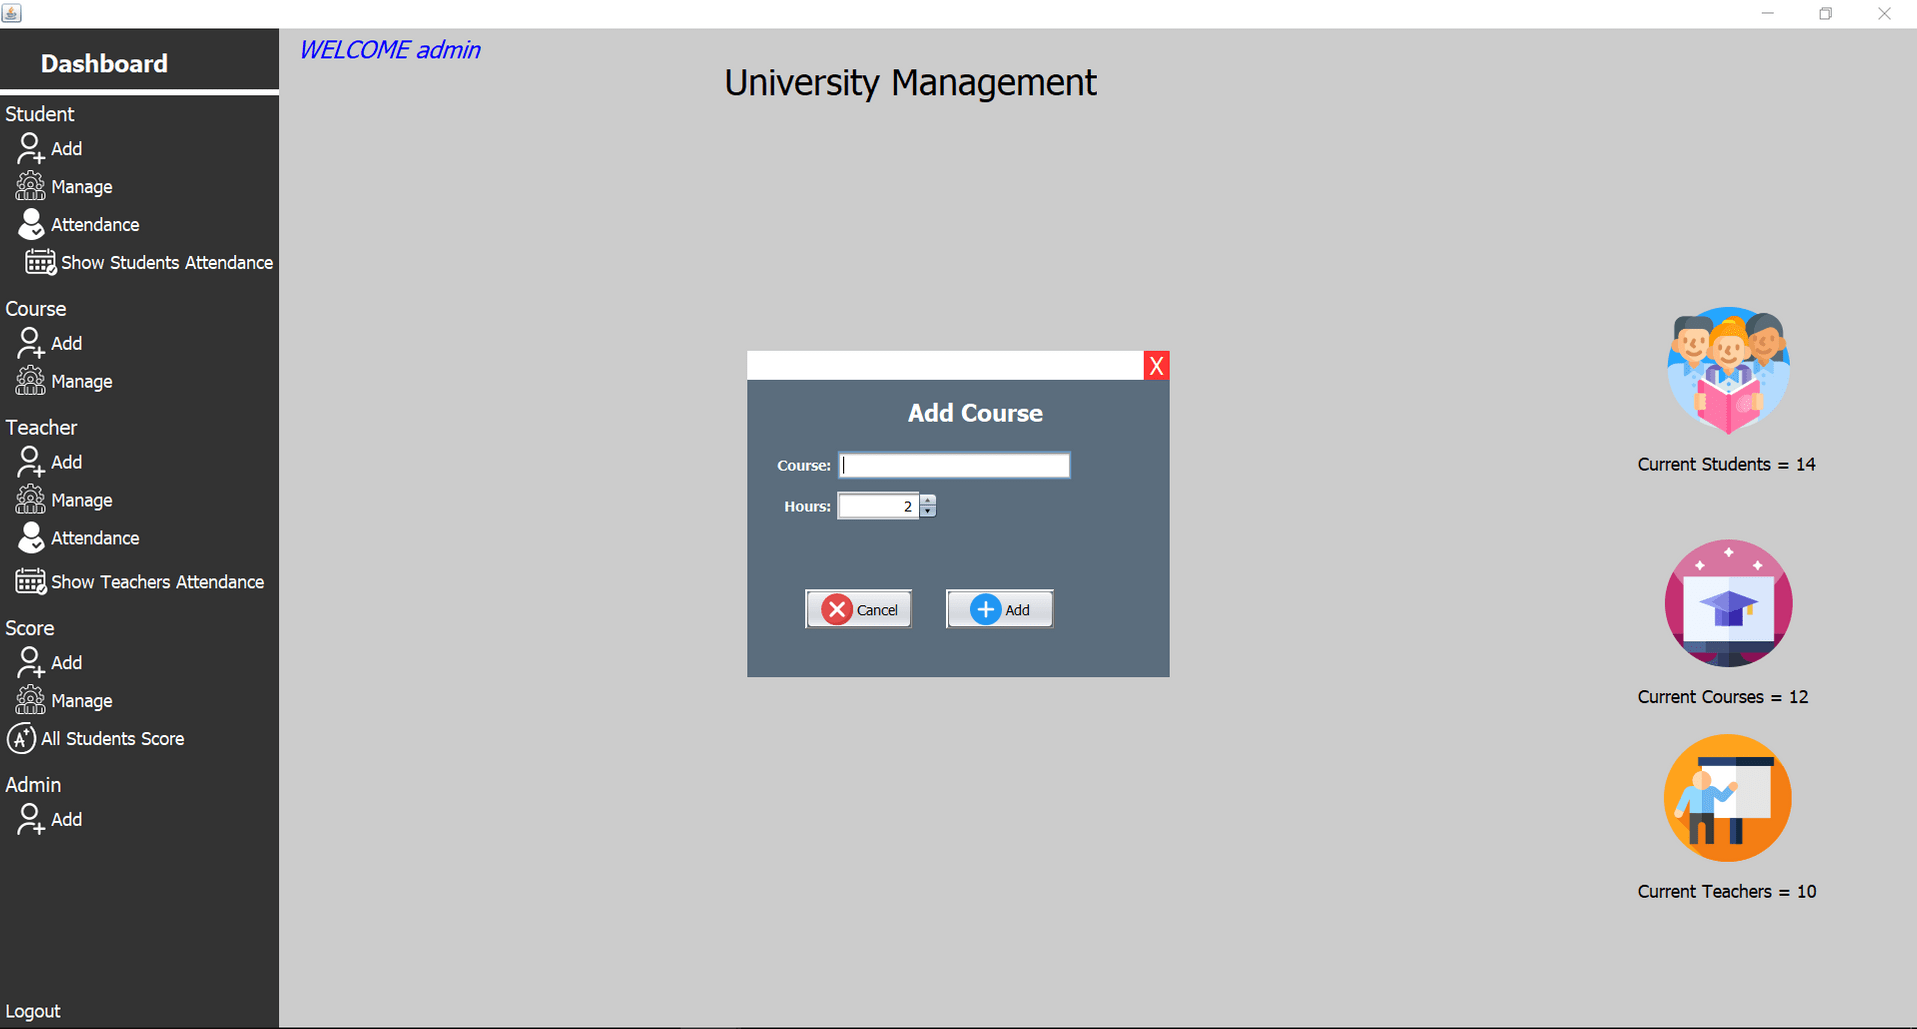 Dashboard
WELCOME admin
University Management
Student
Add
Manage
Attendance
Show Students Attendance
Course
Add
Manage
Teacher
Add
Manage
Attendance
Show Teachers Attendance
Score
Add
Manage
A+ All Students Score
Admin
Add
Logout
X
Add Course
Course:
Hours: 2
Cancel Add
Current Students = 14
Current Courses = 12
Current Teachers = 10